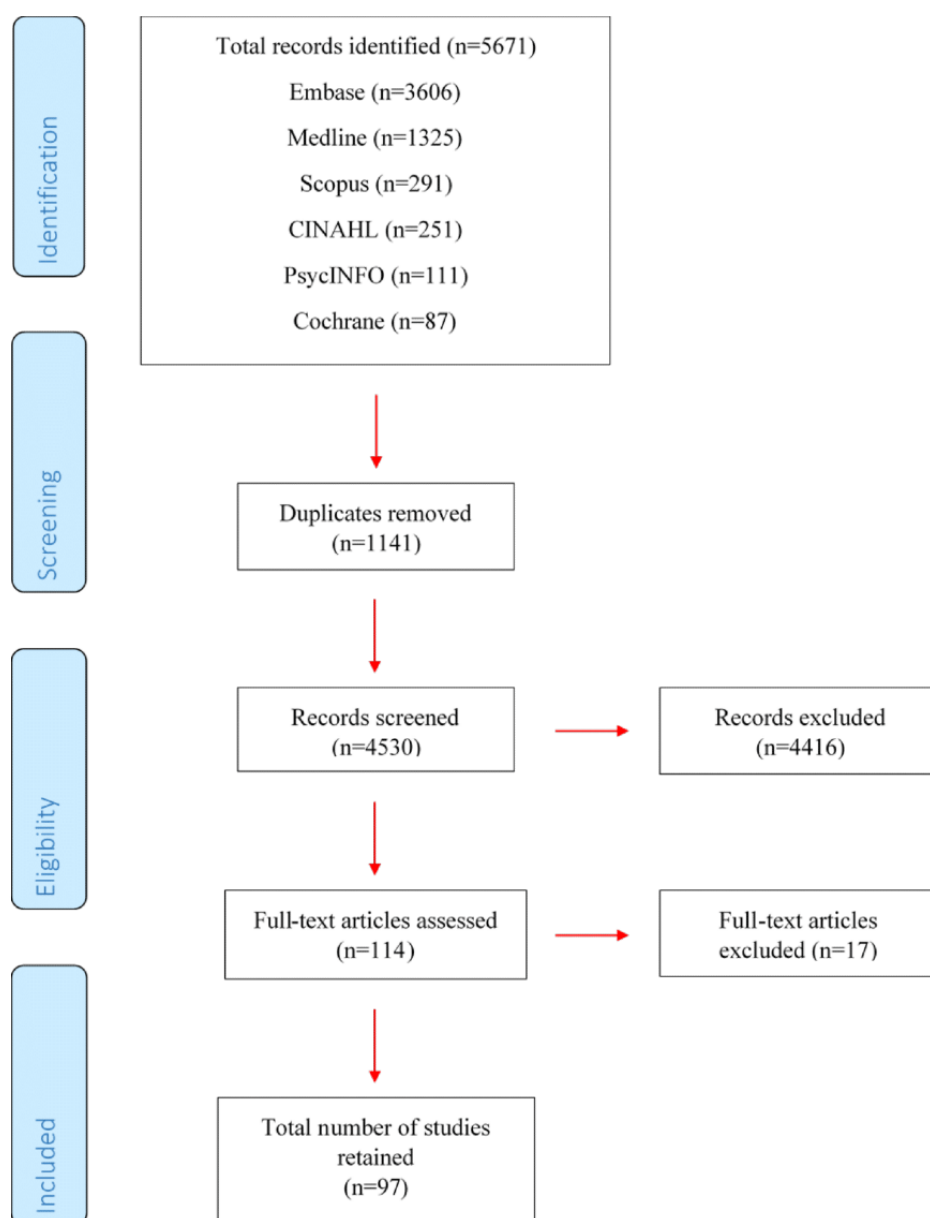 Identification
Total records identified (n=5671)
Embase (n=3606)
Medline (n=1325)
Scopus (n=291)
CINAHL (n=251)
PsycINFO (n=111)
Cochrane (n=87)
Screening
Duplicates removed
(n=1141)
Eligibility
Records screened
(n=4530)
Records excluded
(n=4416)
Full-text articles assessed
(n=114)
Full-text articles
excluded (n=17)
Included
Total number of studies
retained
(n=97)